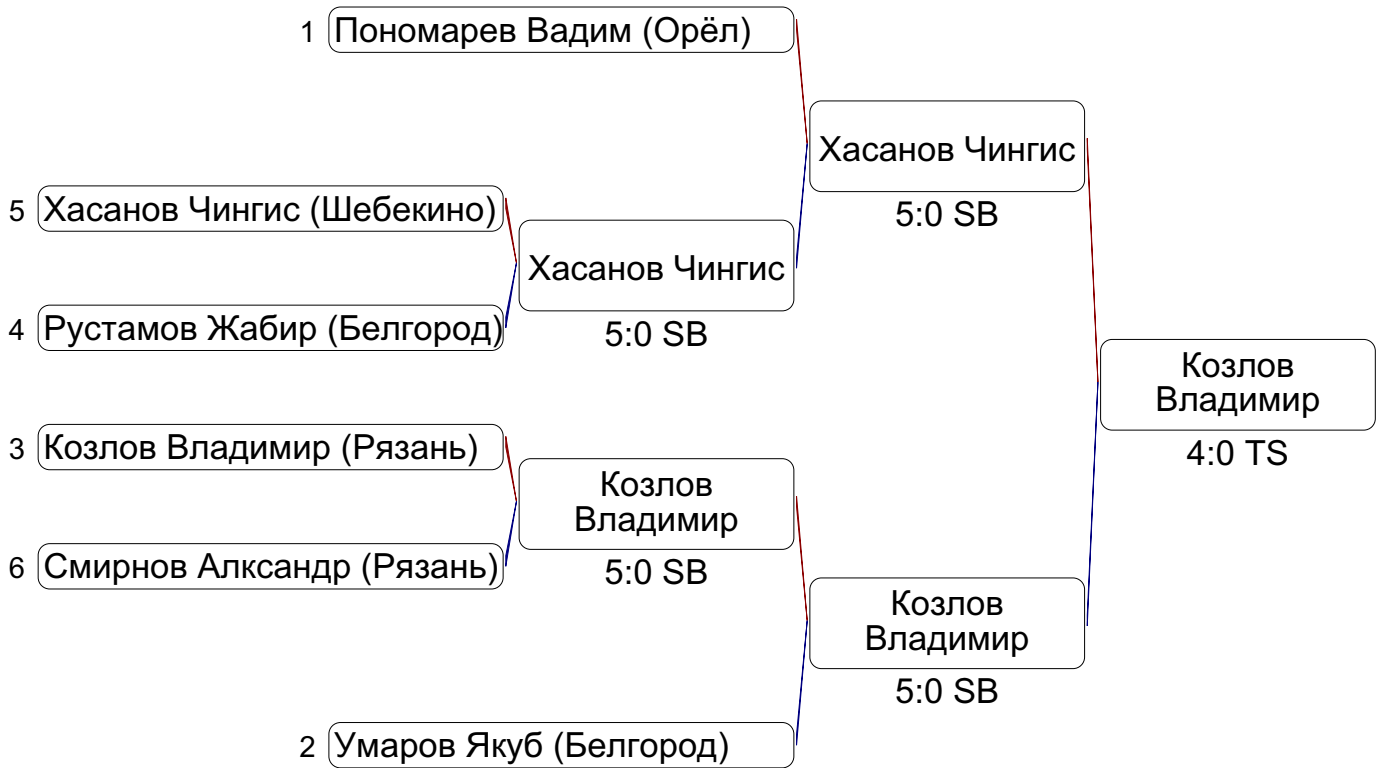 1 Пономарев Вадим (Орёл)
Хасанов Чингис
5:0 SB
5 Хасанов Чингис (Шебекино)
Хасанов Чингис
5:0 SB
4 Рустамов Жабир (Белгород)
Козлов
Владимир
4:0 TS
3 Козлов Владимир (Рязань)
Козлов
Владимир
5:0 SB
6 Смирнов Алксандр (Рязань)
Козлов
Владимир
5:0 SB
2 Умаров Якуб (Белгород)